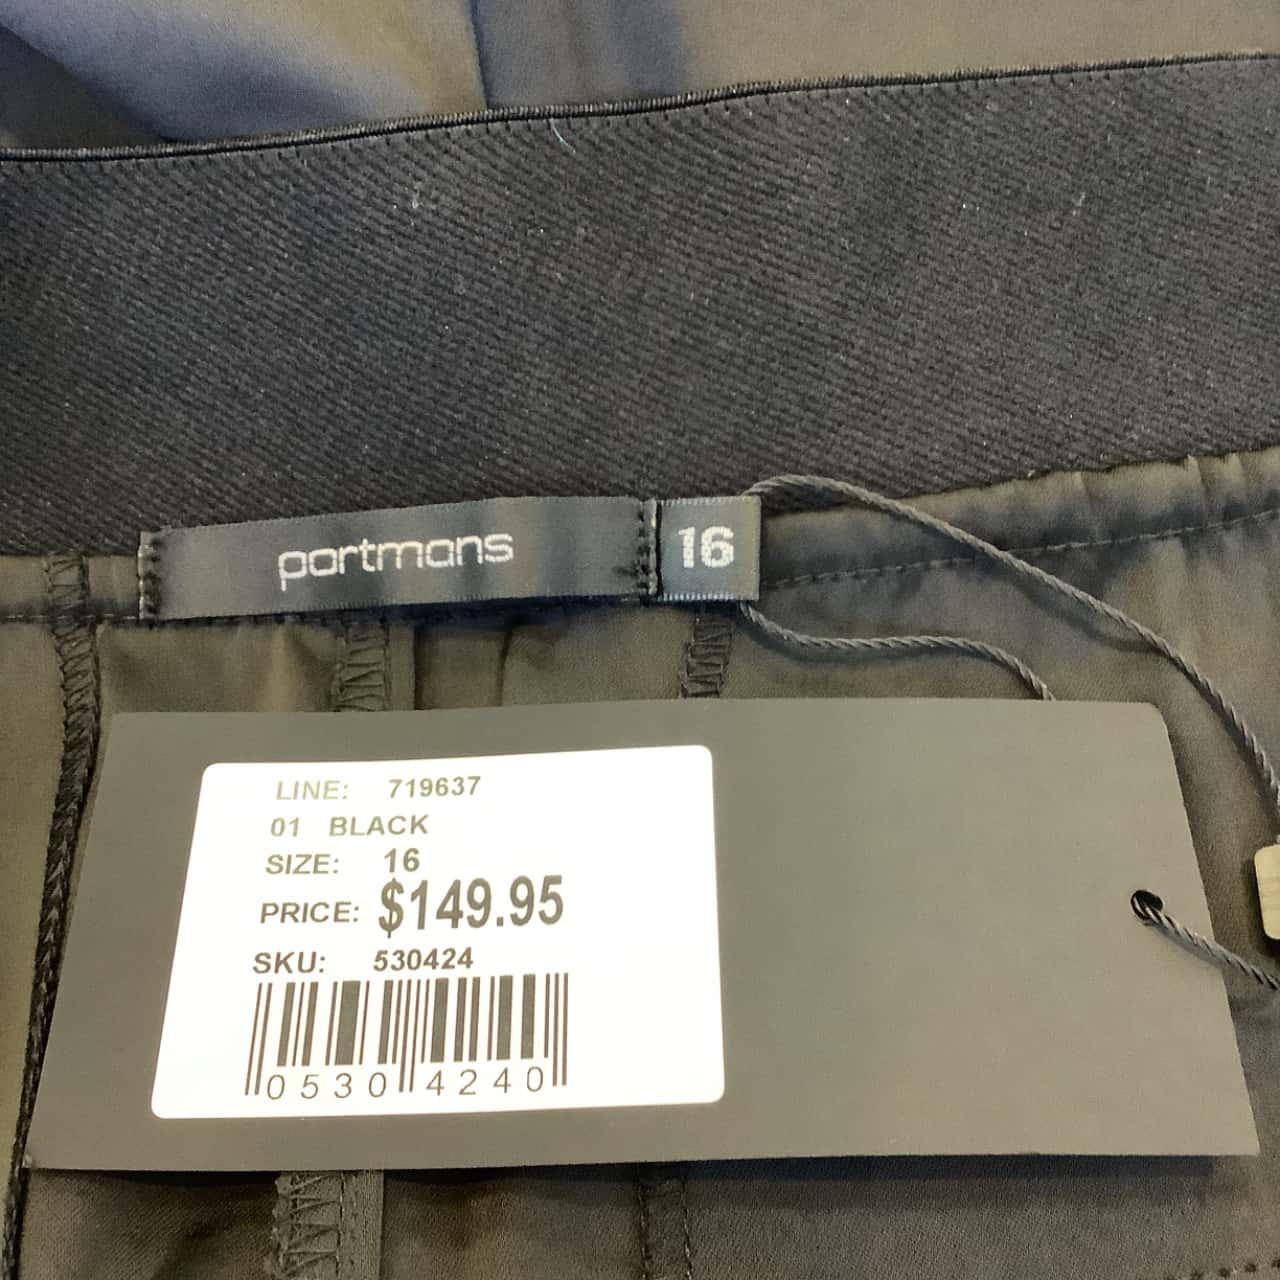 portmans
16
LINE: 719637
01 BLACK
SIZE: 16
PRICE: $149.95
SKU: 530424
0530 4240